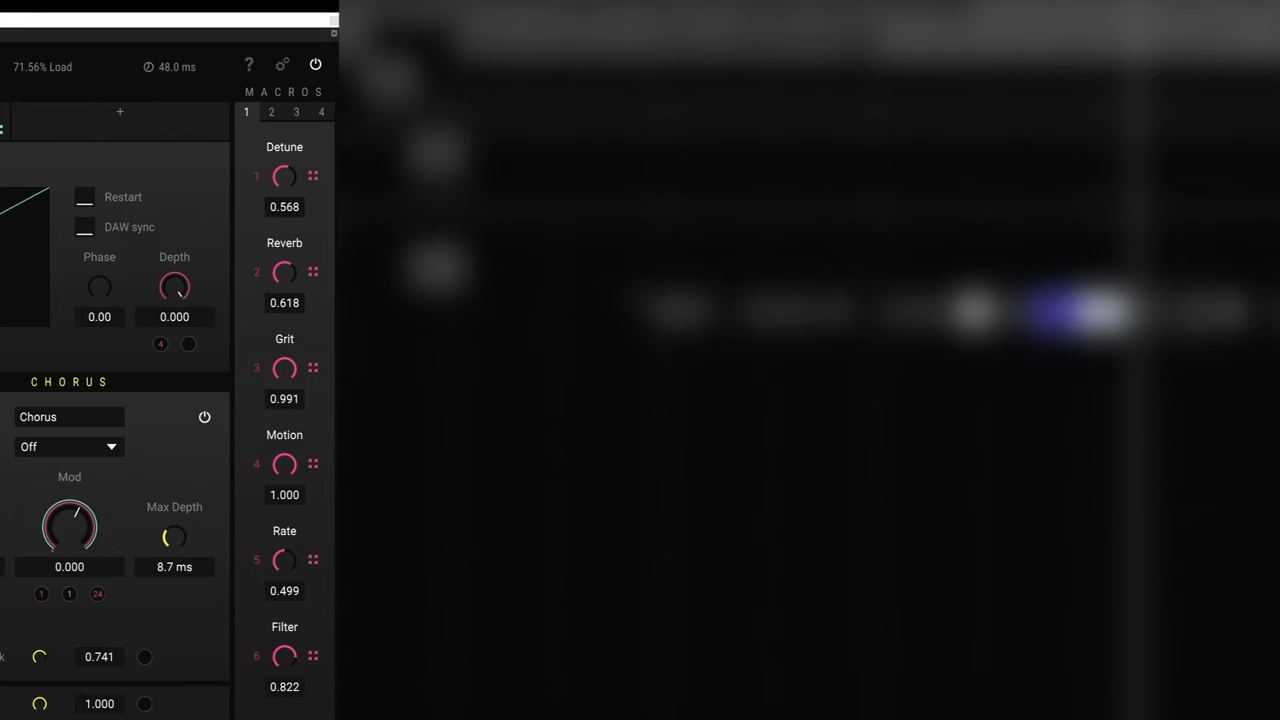 71.56% Load 48.0 ms ?
MACROS
+ 1 2 3 4
Detune
1
0.568
Restart
DAW sync
Phase Depth
0.00 0.000
4
Reverb
2
0.618
Grit
3
0.991
CHORUS
Chorus
Off
Mod
Max Depth
0.000 8.7 ms
1 1 24
Motion
4
1.000
Rate
5
0.499
Filter
6
0.822
k 0.741
1.000